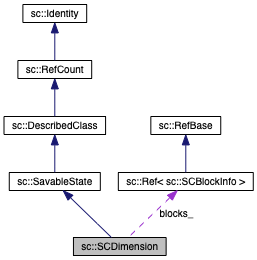 sc::Identity
sc::RefCount
sc::DescribedClass
sc::RefBase
sc::SavableState
sc::Ref< sc::SCBlockInfo >
blocks_
sc::SCDimension